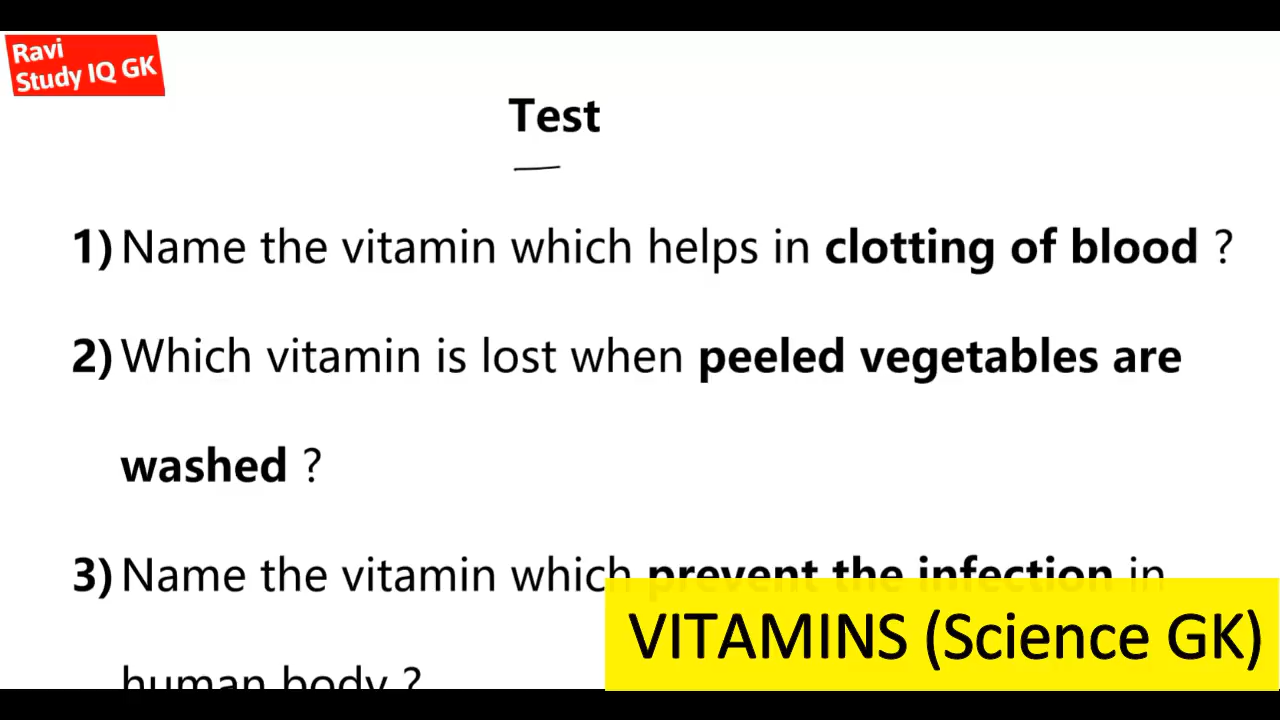 Ravi
Study IQ GK
Test
1) Name the vitamin which helps in clotting of blood ?
2) Which vitamin is lost when peeled vegetables are
washed ?
3) Name the vitamin which prevent the infection in
human body ?
VITAMINS (Science GK)